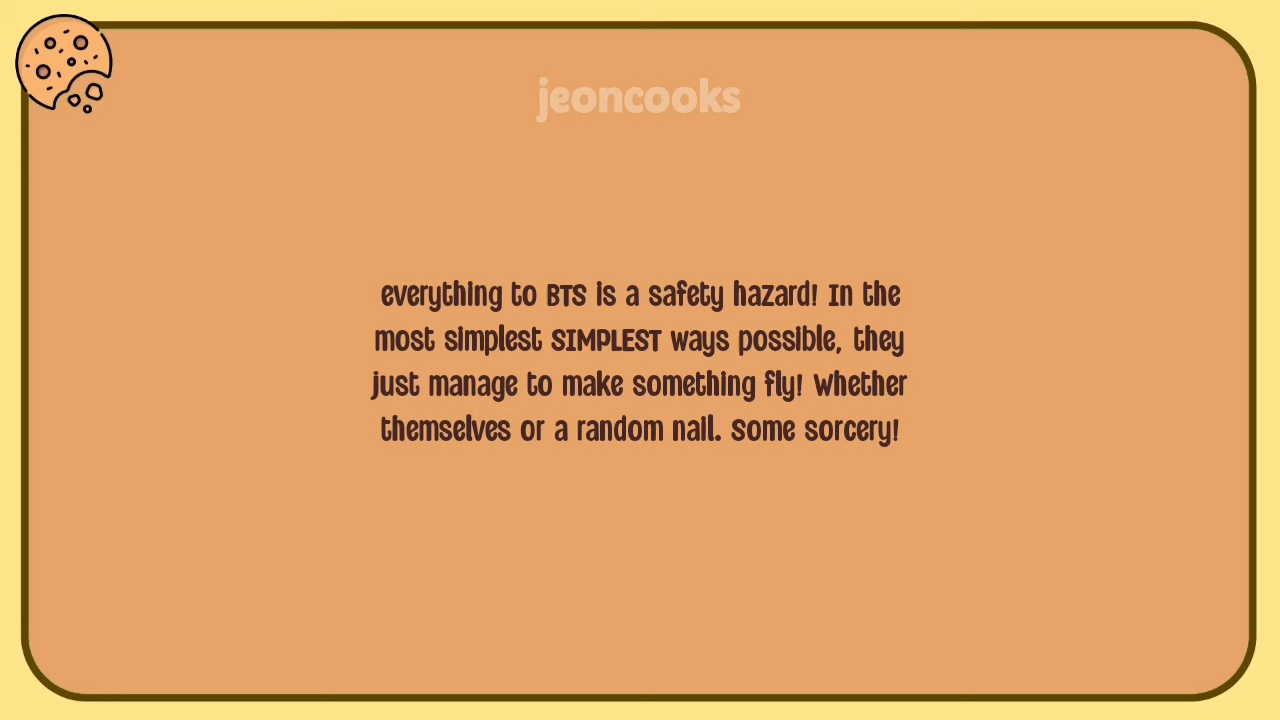 jeoncooks
everything to BTS is a safety hazard! In the
most simplest SIMPLEST ways possible, they
just manage to make something fly! Whether
themselves or a random nail. Some sorcery!